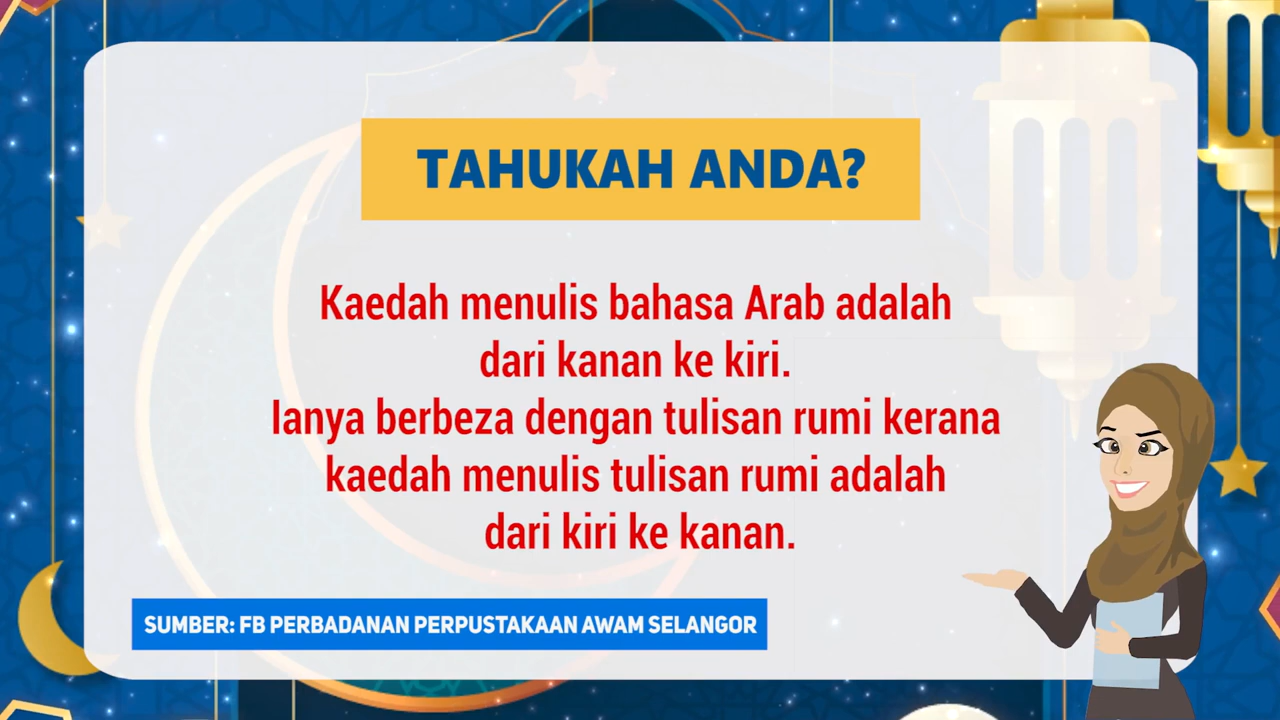 TAHUKAH ANDA?
Kaedah menulis bahasa Arab adalah
dari kanan ke kiri.
Ianya berbeza dengan tulisan rumi kerana
kaedah menulis tulisan rumi adalah
dari kiri ke kanan.
SUMBER: FB PERBADANAN PERPUSTAKAAN AWAM SELANGOR